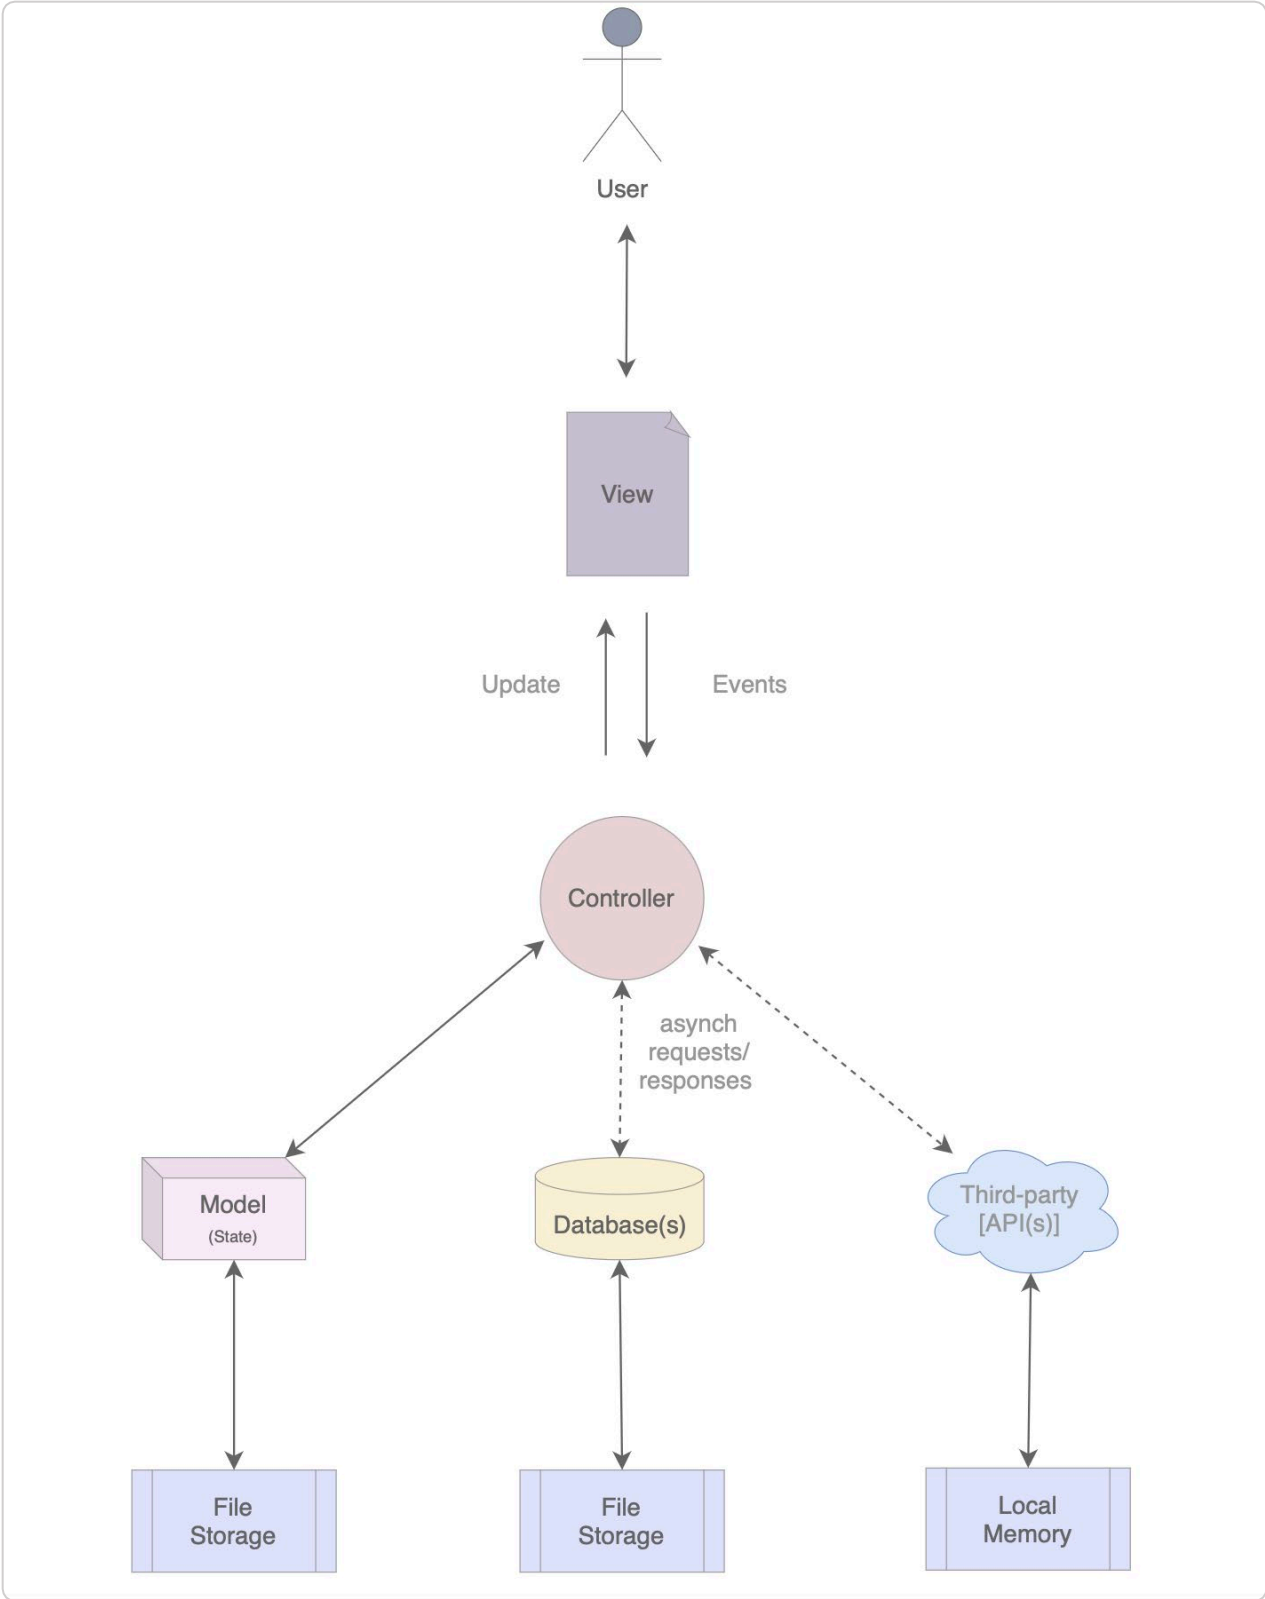 User
View
Update
Events
Controller
asynch
requests/
responses
Model
(State)
Database(s)
Third-party
[API(s)]
File
Storage
File
Storage
Local
Memory